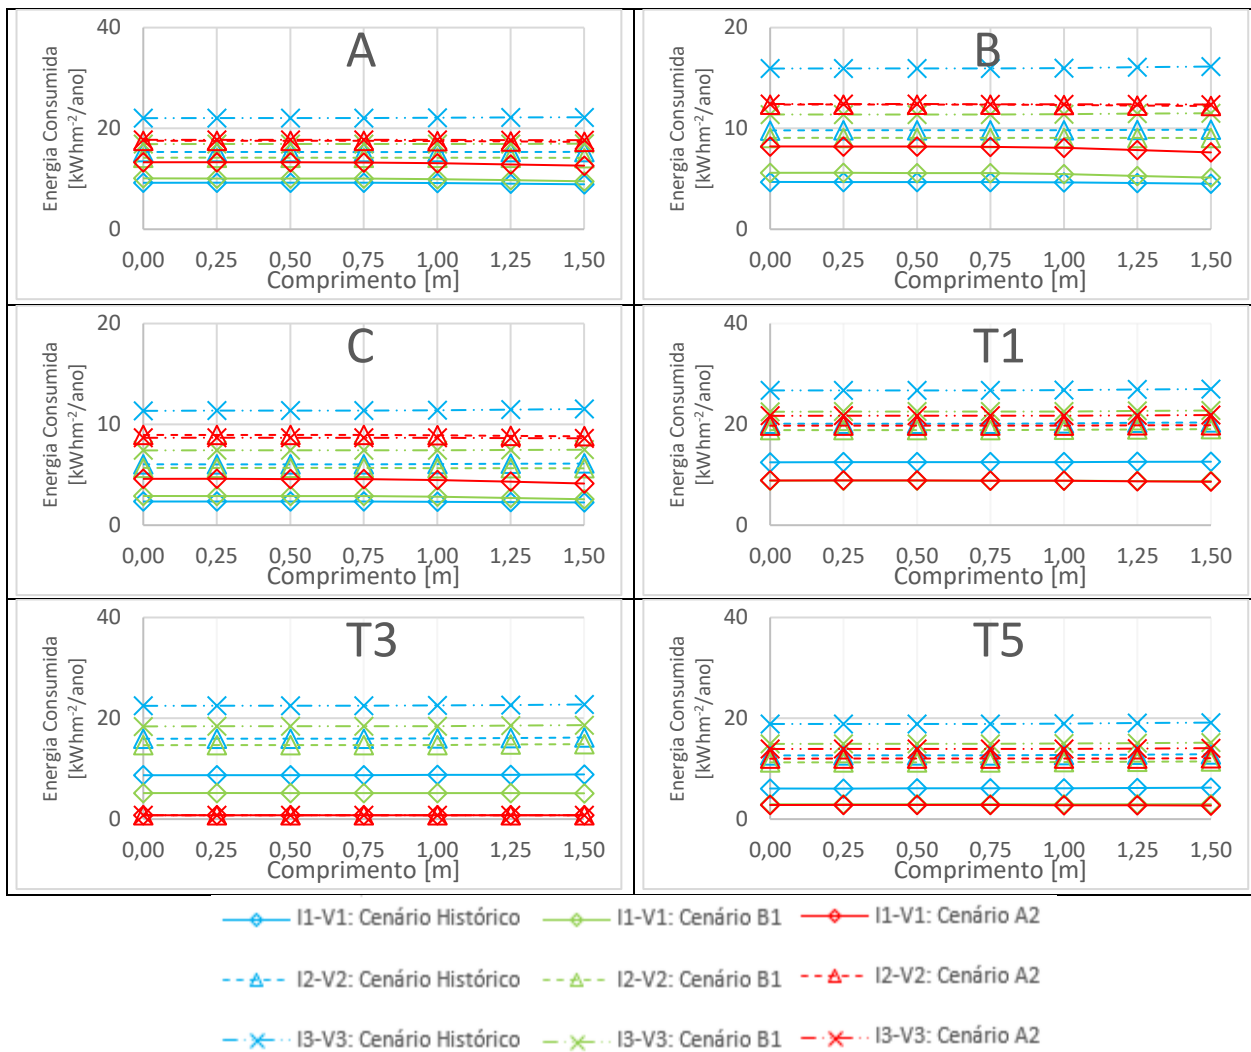 A
Energia Consumida
[kWhm⁻²/ano]
40
20
0
0,00 0,25 0,50 0,75 1,00 1,25 1,50
Comprimento [m]
B
Energia Consumida
[kWhm⁻²/ano]
20
10
0
0,00 0,25 0,50 0,75 1,00 1,25 1,50
Comprimento [m]
C
Energia Consumida
[kWhm⁻²/ano]
20
10
0
0,00 0,25 0,50 0,75 1,00 1,25 1,50
Comprimento [m]
T1
Energia Consumida
[kWhm⁻²/ano]
40
20
0
0,00 0,25 0,50 0,75 1,00 1,25 1,50
Comprimento [m]
T3
Energia Consumida
[kWhm⁻²/ano]
40
20
0
0,00 0,25 0,50 0,75 1,00 1,25 1,50
Comprimento [m]
T5
Energia Consumida
[kWhm⁻²/ano]
40
20
0
0,00 0,25 0,50 0,75 1,00 1,25 1,50
Comprimento [m]
I1-V1: Cenário Histórico I1-V1: Cenário B1 I1-V1: Cenário A2
I2-V2: Cenário Histórico I2-V2: Cenário B1 I2-V2: Cenário A2
I3-V3: Cenário Histórico I3-V3: Cenário B1 I3-V3: Cenário A2